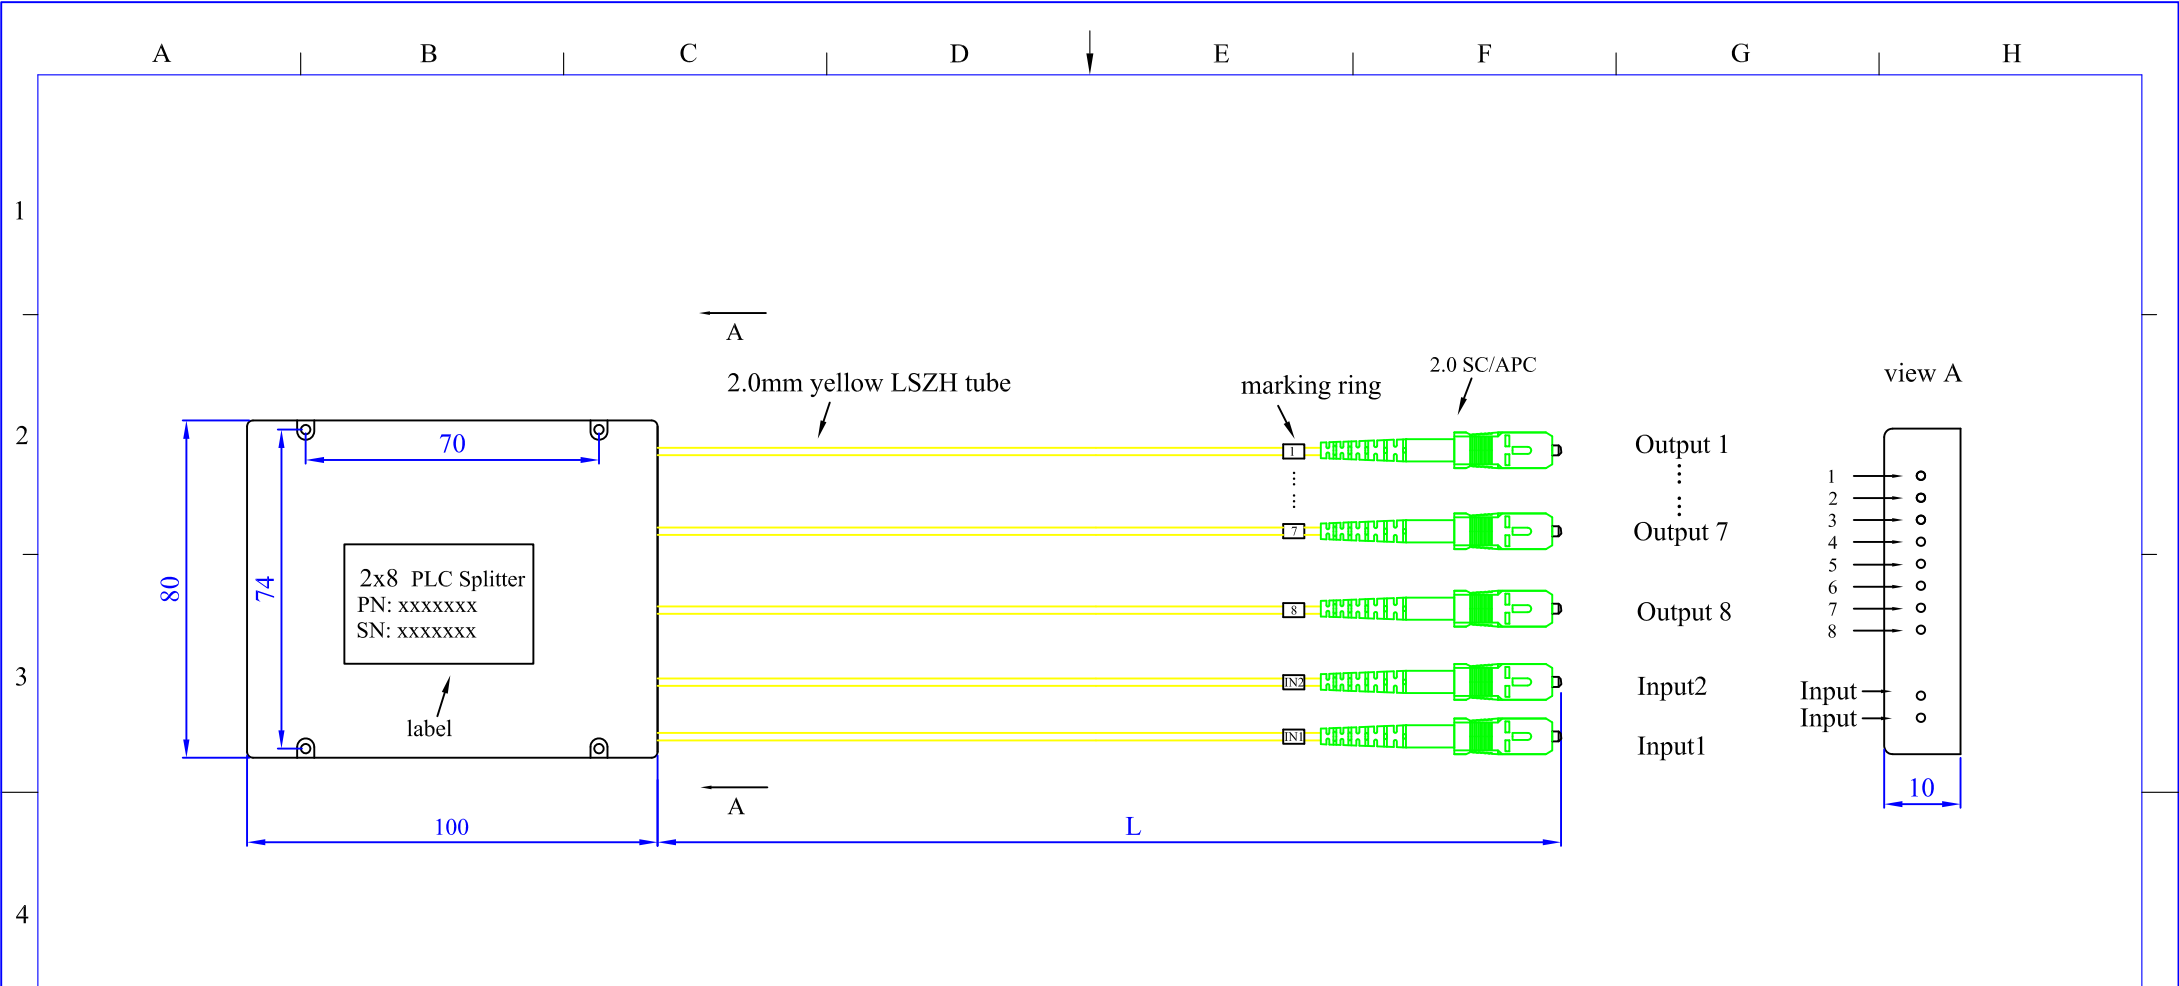 A B C D E F G H
1
2
3
4
A
2.0mm yellow LSZH tube
marking ring
2.0 SC/APC
view A
70
80
74
2x8 PLC Splitter
PN: xxxxxxx
SN: xxxxxxx
label
1
7
8
IN2
IN1
Output 1
Output 7
Output 8
Input2
Input1
1
2
3
4
5
6
7
8
Input
Input
10
A
100
L